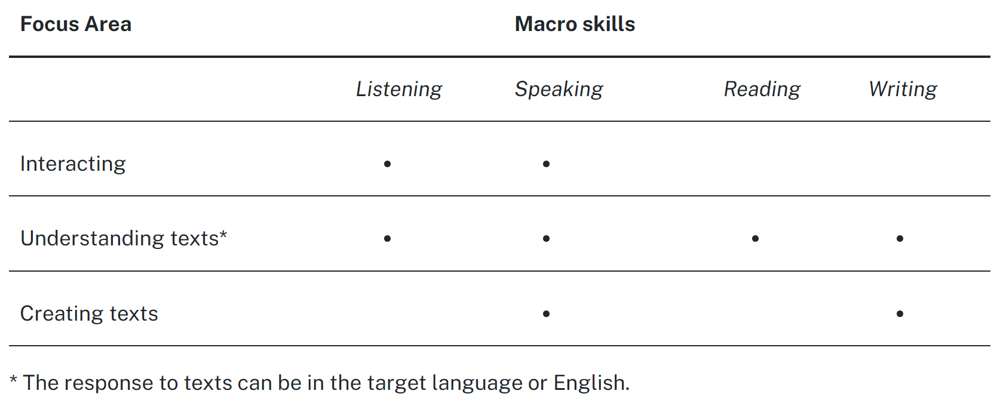 Focus Area Macro skills
Listening Speaking Reading Writing
Interacting • •
Understanding texts* • • • •
Creating texts • •
* The response to texts can be in the target language or English.